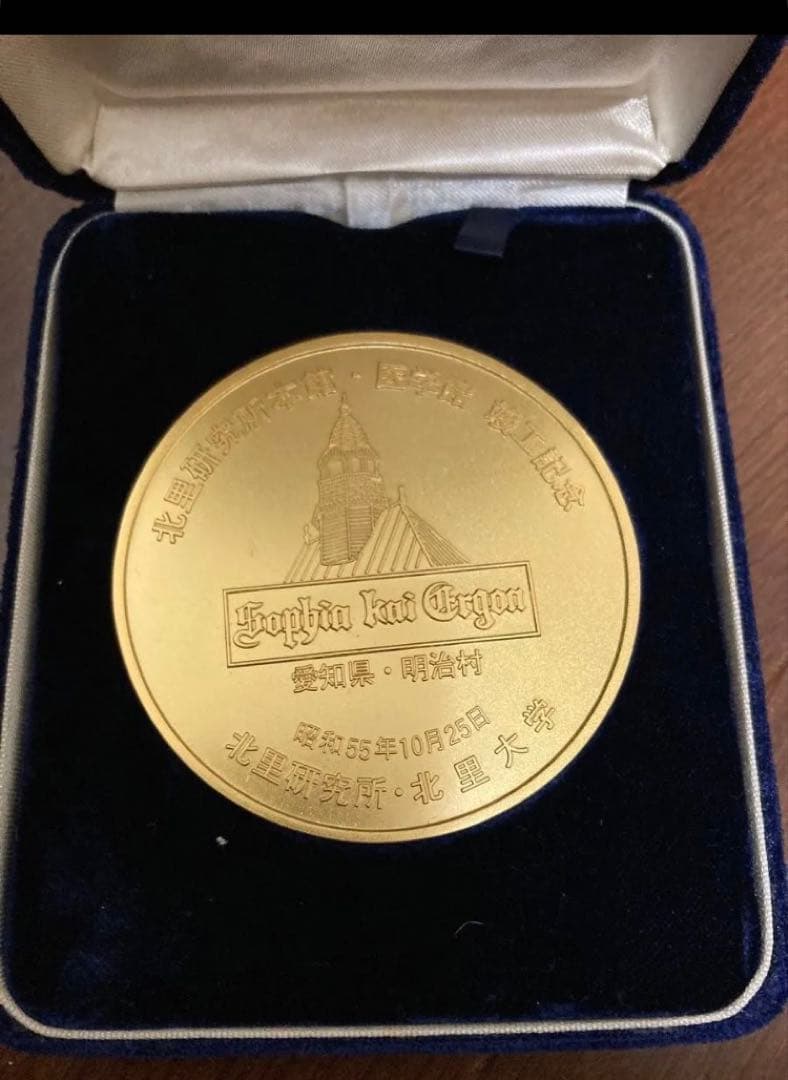 北里研究所本館・医学館 竣工記念
Sophia kai Ergon
愛知県・明治村
昭和55年10月25日
北里研究所・北里大学